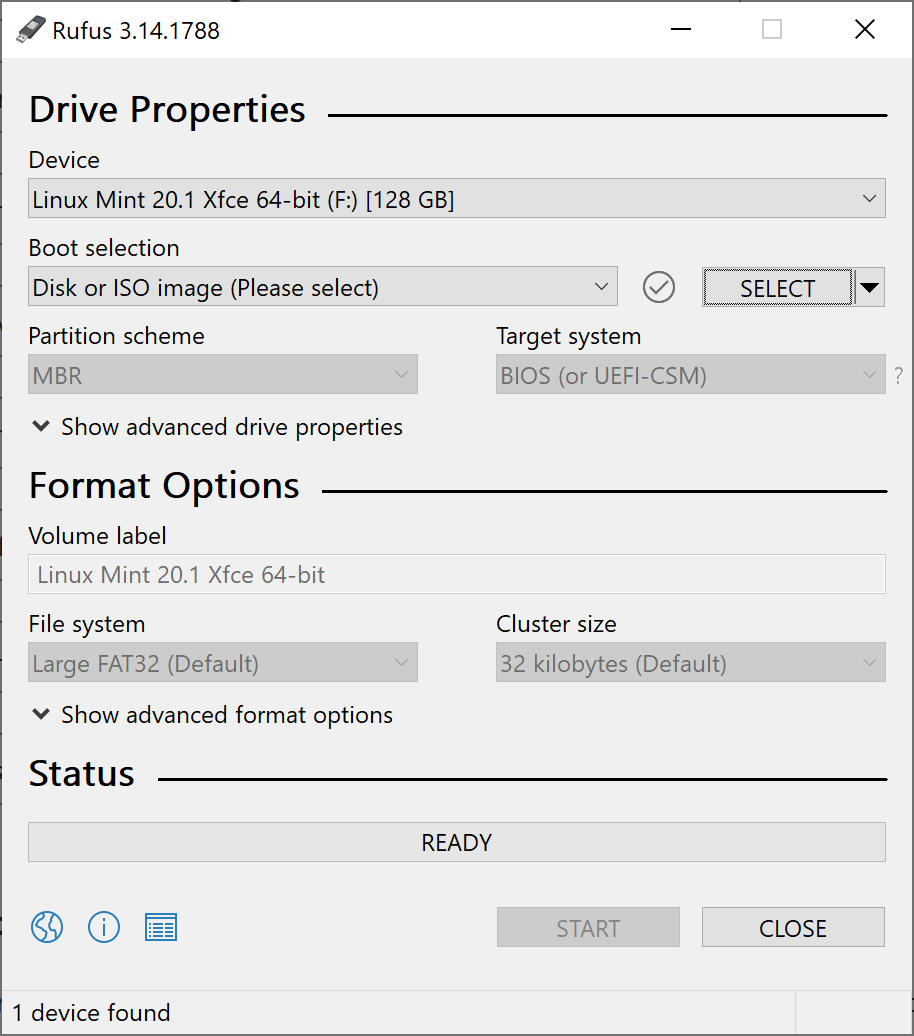 Rufus 3.14.1788
Drive Properties
Device
Linux Mint 20.1 Xfce 64-bit (F:) [128 GB]
Boot selection
Disk or ISO image (Please select)
SELECT
Partition scheme
Target system
MBR
BIOS (or UEFI-CSM)
?
Show advanced drive properties
Format Options
Volume label
Linux Mint 20.1 Xfce 64-bit
File system
Cluster size
Large FAT32 (Default)
32 kilobytes (Default)
Show advanced format options
Status
READY
START
CLOSE
1 device found